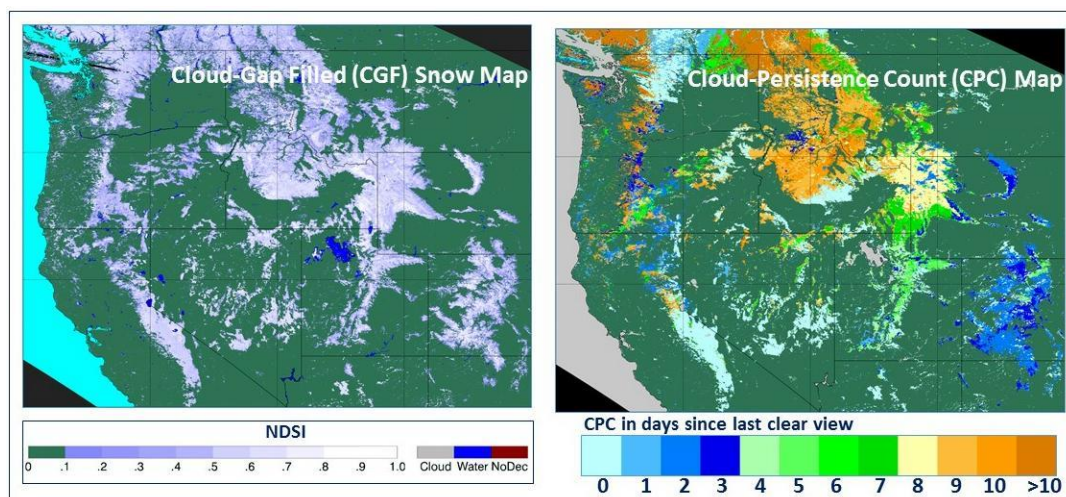 Cloud-Gap Filled (CGF) Snow Map
Cloud-Persistence Count (CPC) Map
NDSI
0 .1 .2 .3 .4 .5 .6 .7 .8 .9 1.0 Cloud Water NoDec
CPC in days since last clear view
0 1 2 3 4 5 6 7 8 9 10 >10